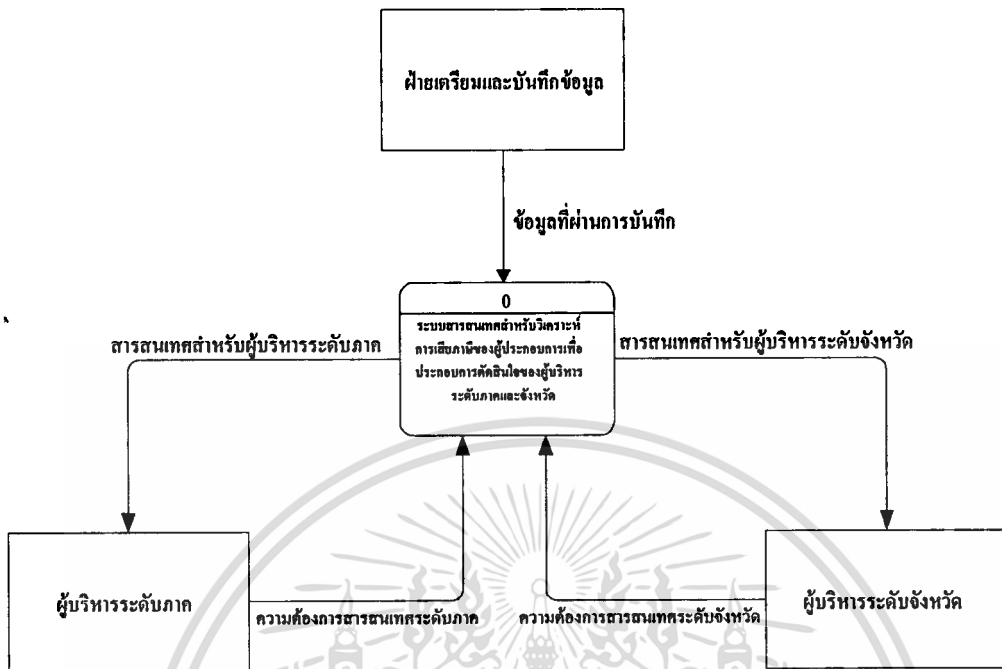 ฝ่ายเตรียมและบันทึกข้อมูล
ข้อมูลที่ผ่านการบันทึก
0
ระบบสารสนเทศสำหรับวิเคราะห์
การเสียภาษีของผู้ประกอบการเพื่อ
ประกอบการตัดสินใจของผู้บริหาร
ระดับภาคและจังหวัด
สารสนเทศสำหรับผู้บริหารระดับภาค
สารสนเทศสำหรับผู้บริหารระดับจังหวัด
ผู้บริหารระดับภาค
ความต้องการสารสนเทศระดับภาค
ความต้องการสารสนเทศระดับจังหวัด
ผู้บริหารระดับจังหวัด